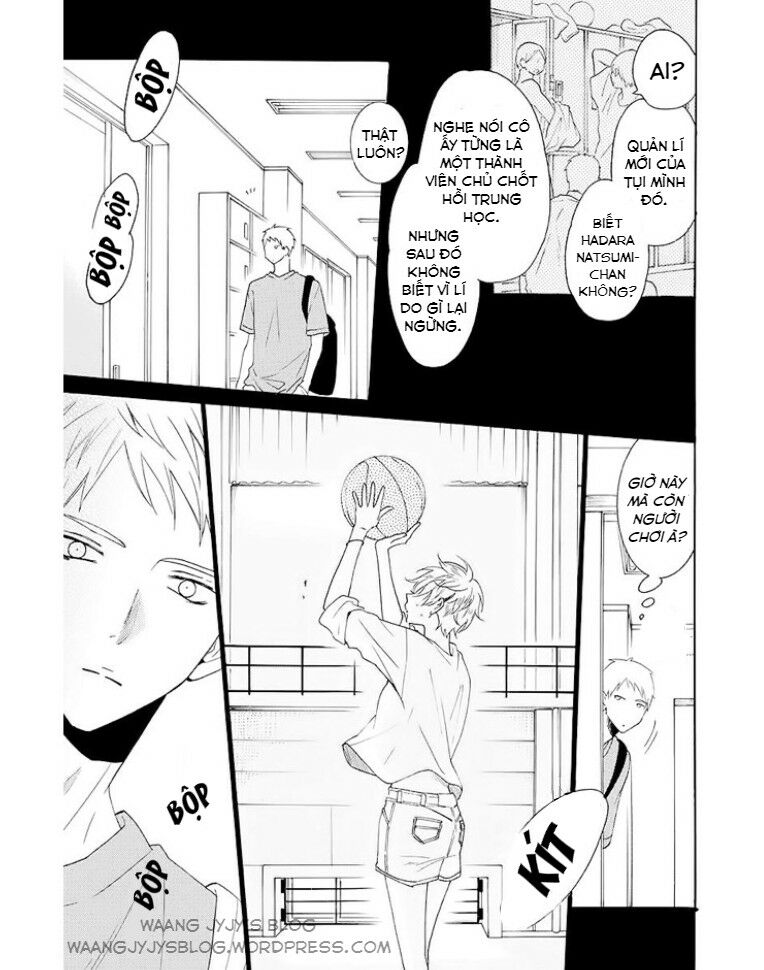 AI?
QUẢN LÍ
MỚI CỦA
TỤI MÌNH
ĐÓ.
BIẾT
HADARA
NATSUMI-
CHAN
KHÔNG?
NGHE NÓI CÔ
ẤY TỪNG LÀ
MỘT THÀNH
VIÊN CHỦ CHỐT
HỒI TRUNG
HỌC.
NHƯNG
SAU ĐÓ
KHÔNG
BIẾT VÌ LÍ
DO GÌ LẠI
NGỪNG.
THẬT
LUÔN?
BỘP
BỘP BỘP
GIỜ NÀY
MÀ CÒN
NGƯỜI
CHƠI À?
KÍT
BỘP
BỘP
WAANG JYJY'S BLOG
WAANGJYJYSBLOG.WORDPRESS.COM